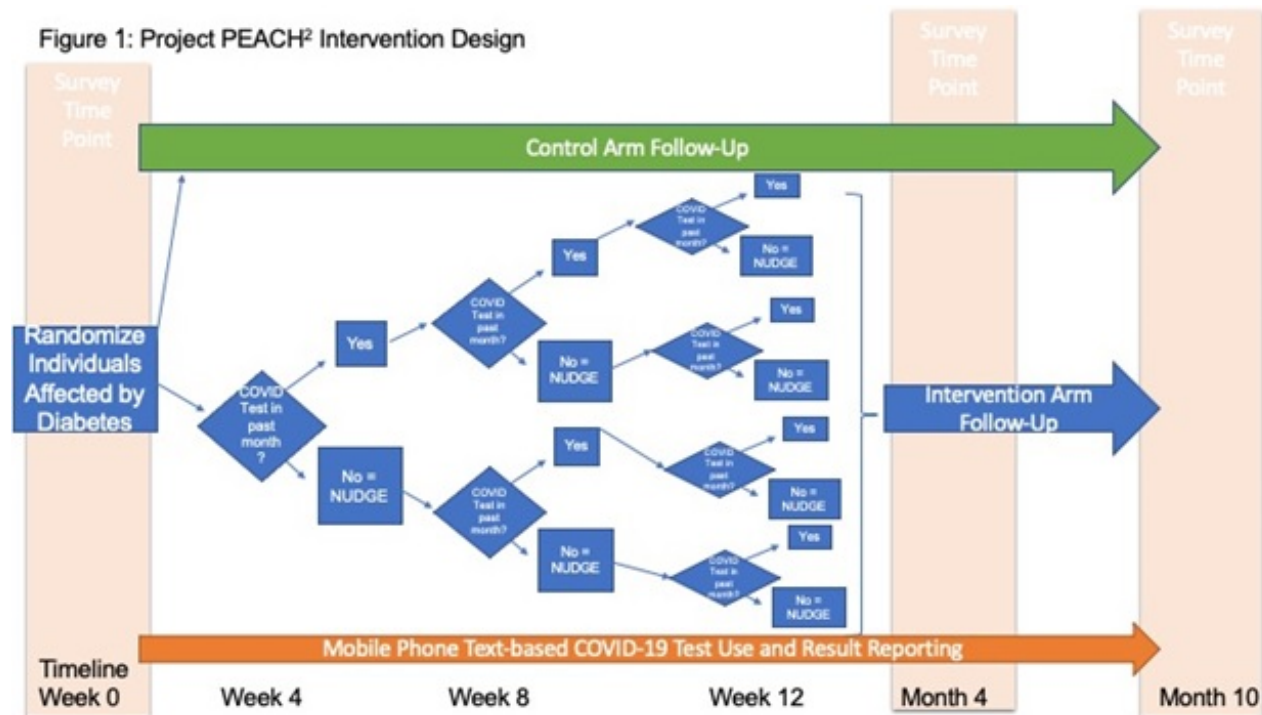 Figure 1: Project PEACH² Intervention Design
Survey
Time
Point
Survey
Time
Point
Survey
Time
Point
Control Arm Follow-Up
Randomize
Individuals
Affected by
Diabetes
COVID
Test in
past
month
?
Yes
No =
NUDGE
COVID
Test in
past
month?
Yes
No =
NUDGE
COVID
Test in
past
month?
Yes
No =
NUDGE
COVID
Test in
past
month?
Yes
No =
NUDGE
COVID
Test in
past
month?
Yes
No =
NUDGE
COVID
Test in
past
month?
Yes
No =
NUDGE
COVID
Test in
past
month?
Yes
No =
NUDGE
Intervention Arm
Follow-Up
Mobile Phone Text-based COVID-19 Test Use and Result Reporting
Timeline
Week 0
Week 4
Week 8
Week 12
Month 4
Month 10